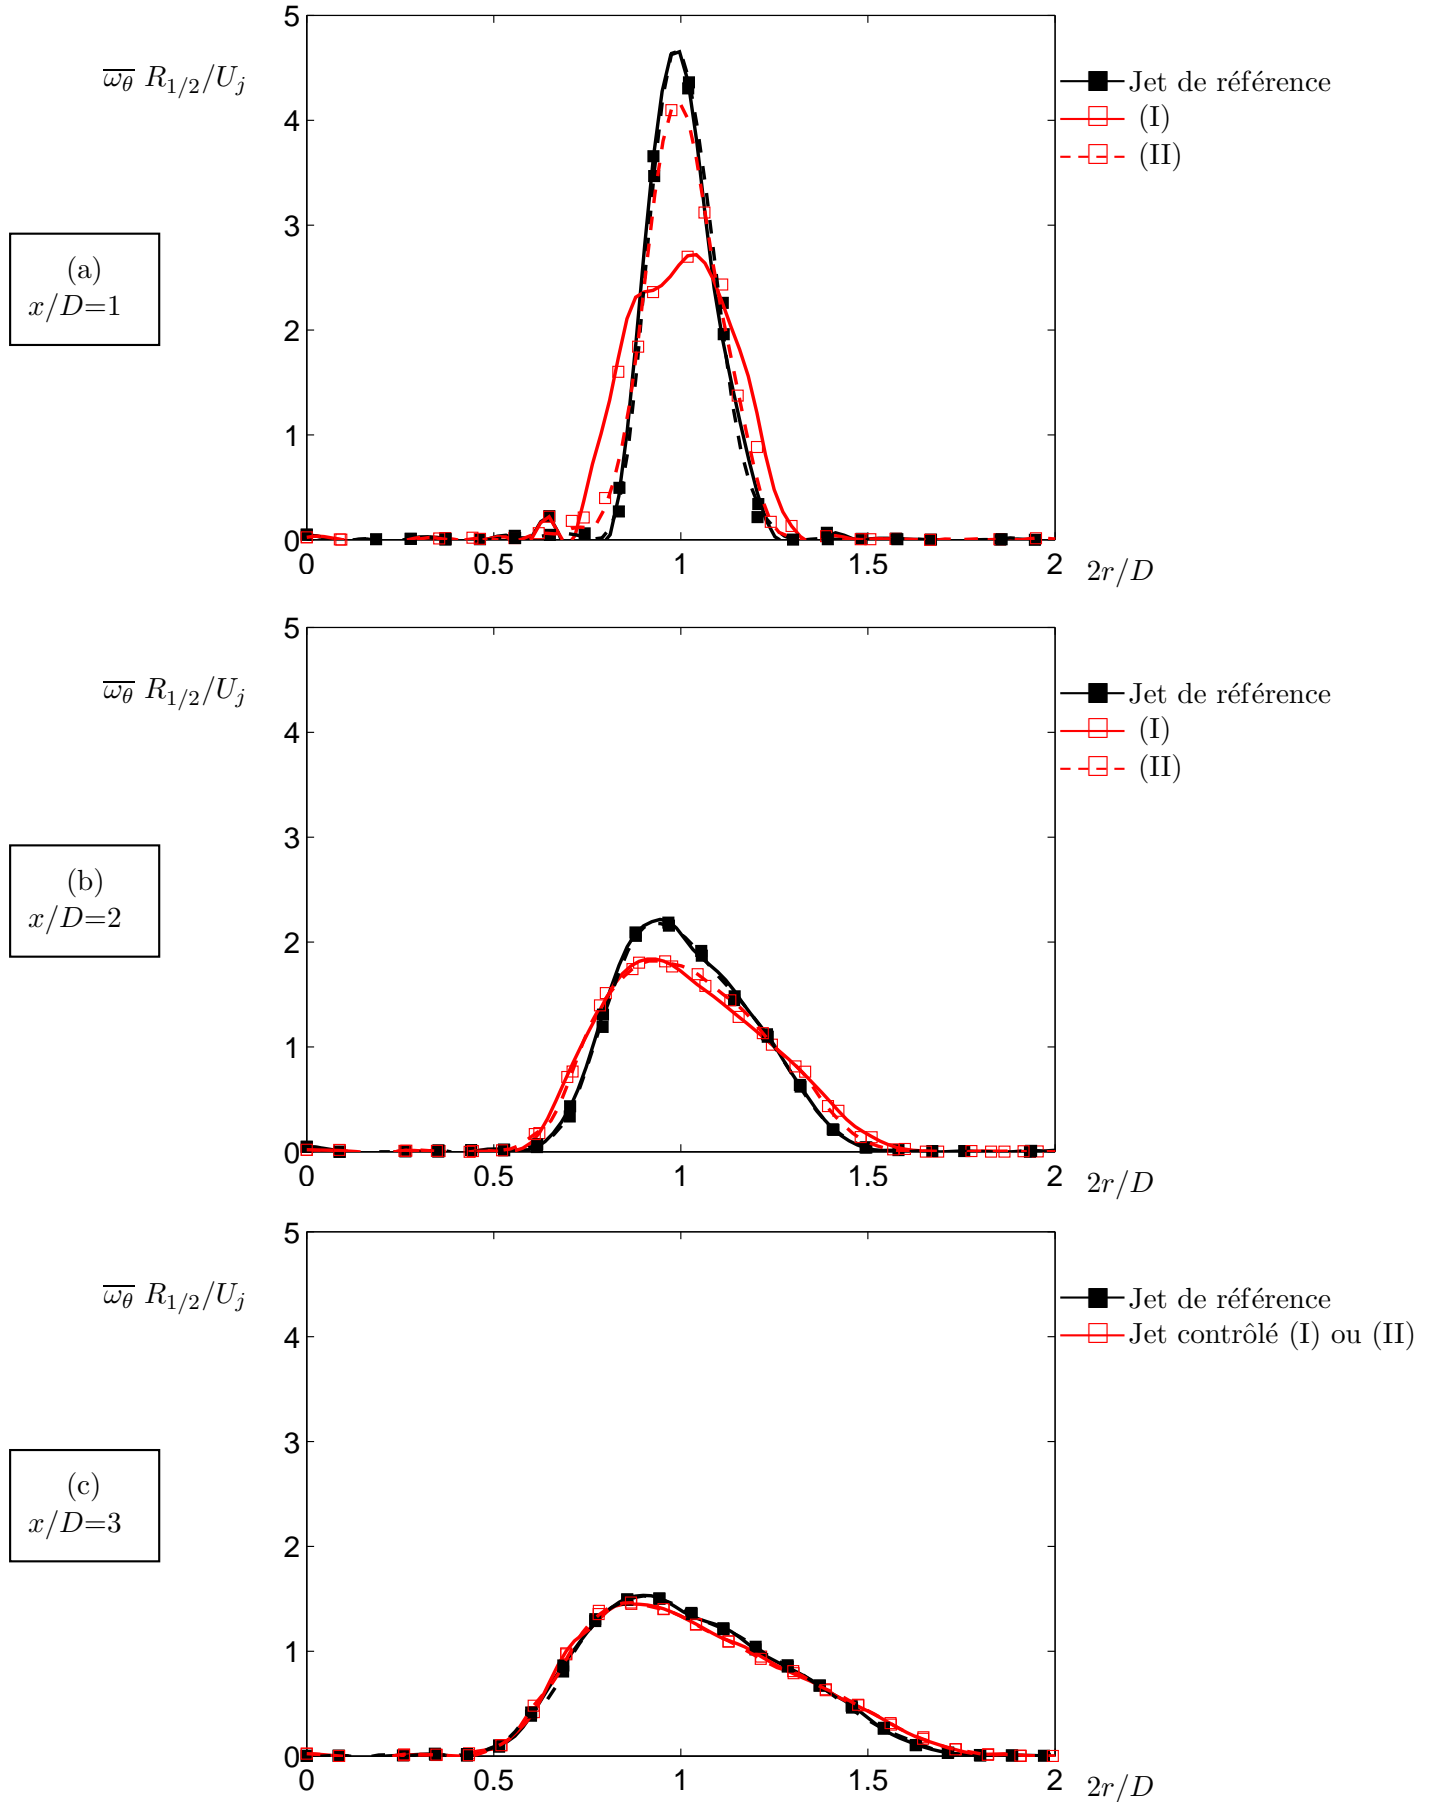 5
4
3
2
1
0
0 0.5 1 1.5 2
2r/D
ω̅θ̅ R1/2/Uj
Jet de référence
(I)
(II)
(a)
x/D=1
5
4
3
2
1
0
0 0.5 1 1.5 2
2r/D
ω̅θ̅ R1/2/Uj
Jet de référence
(I)
(II)
(b)
x/D=2
5
4
3
2
1
0
0 0.5 1 1.5 2
2r/D
ω̅θ̅ R1/2/Uj
Jet de référence
Jet contrôlé (I) ou (II)
(c)
x/D=3